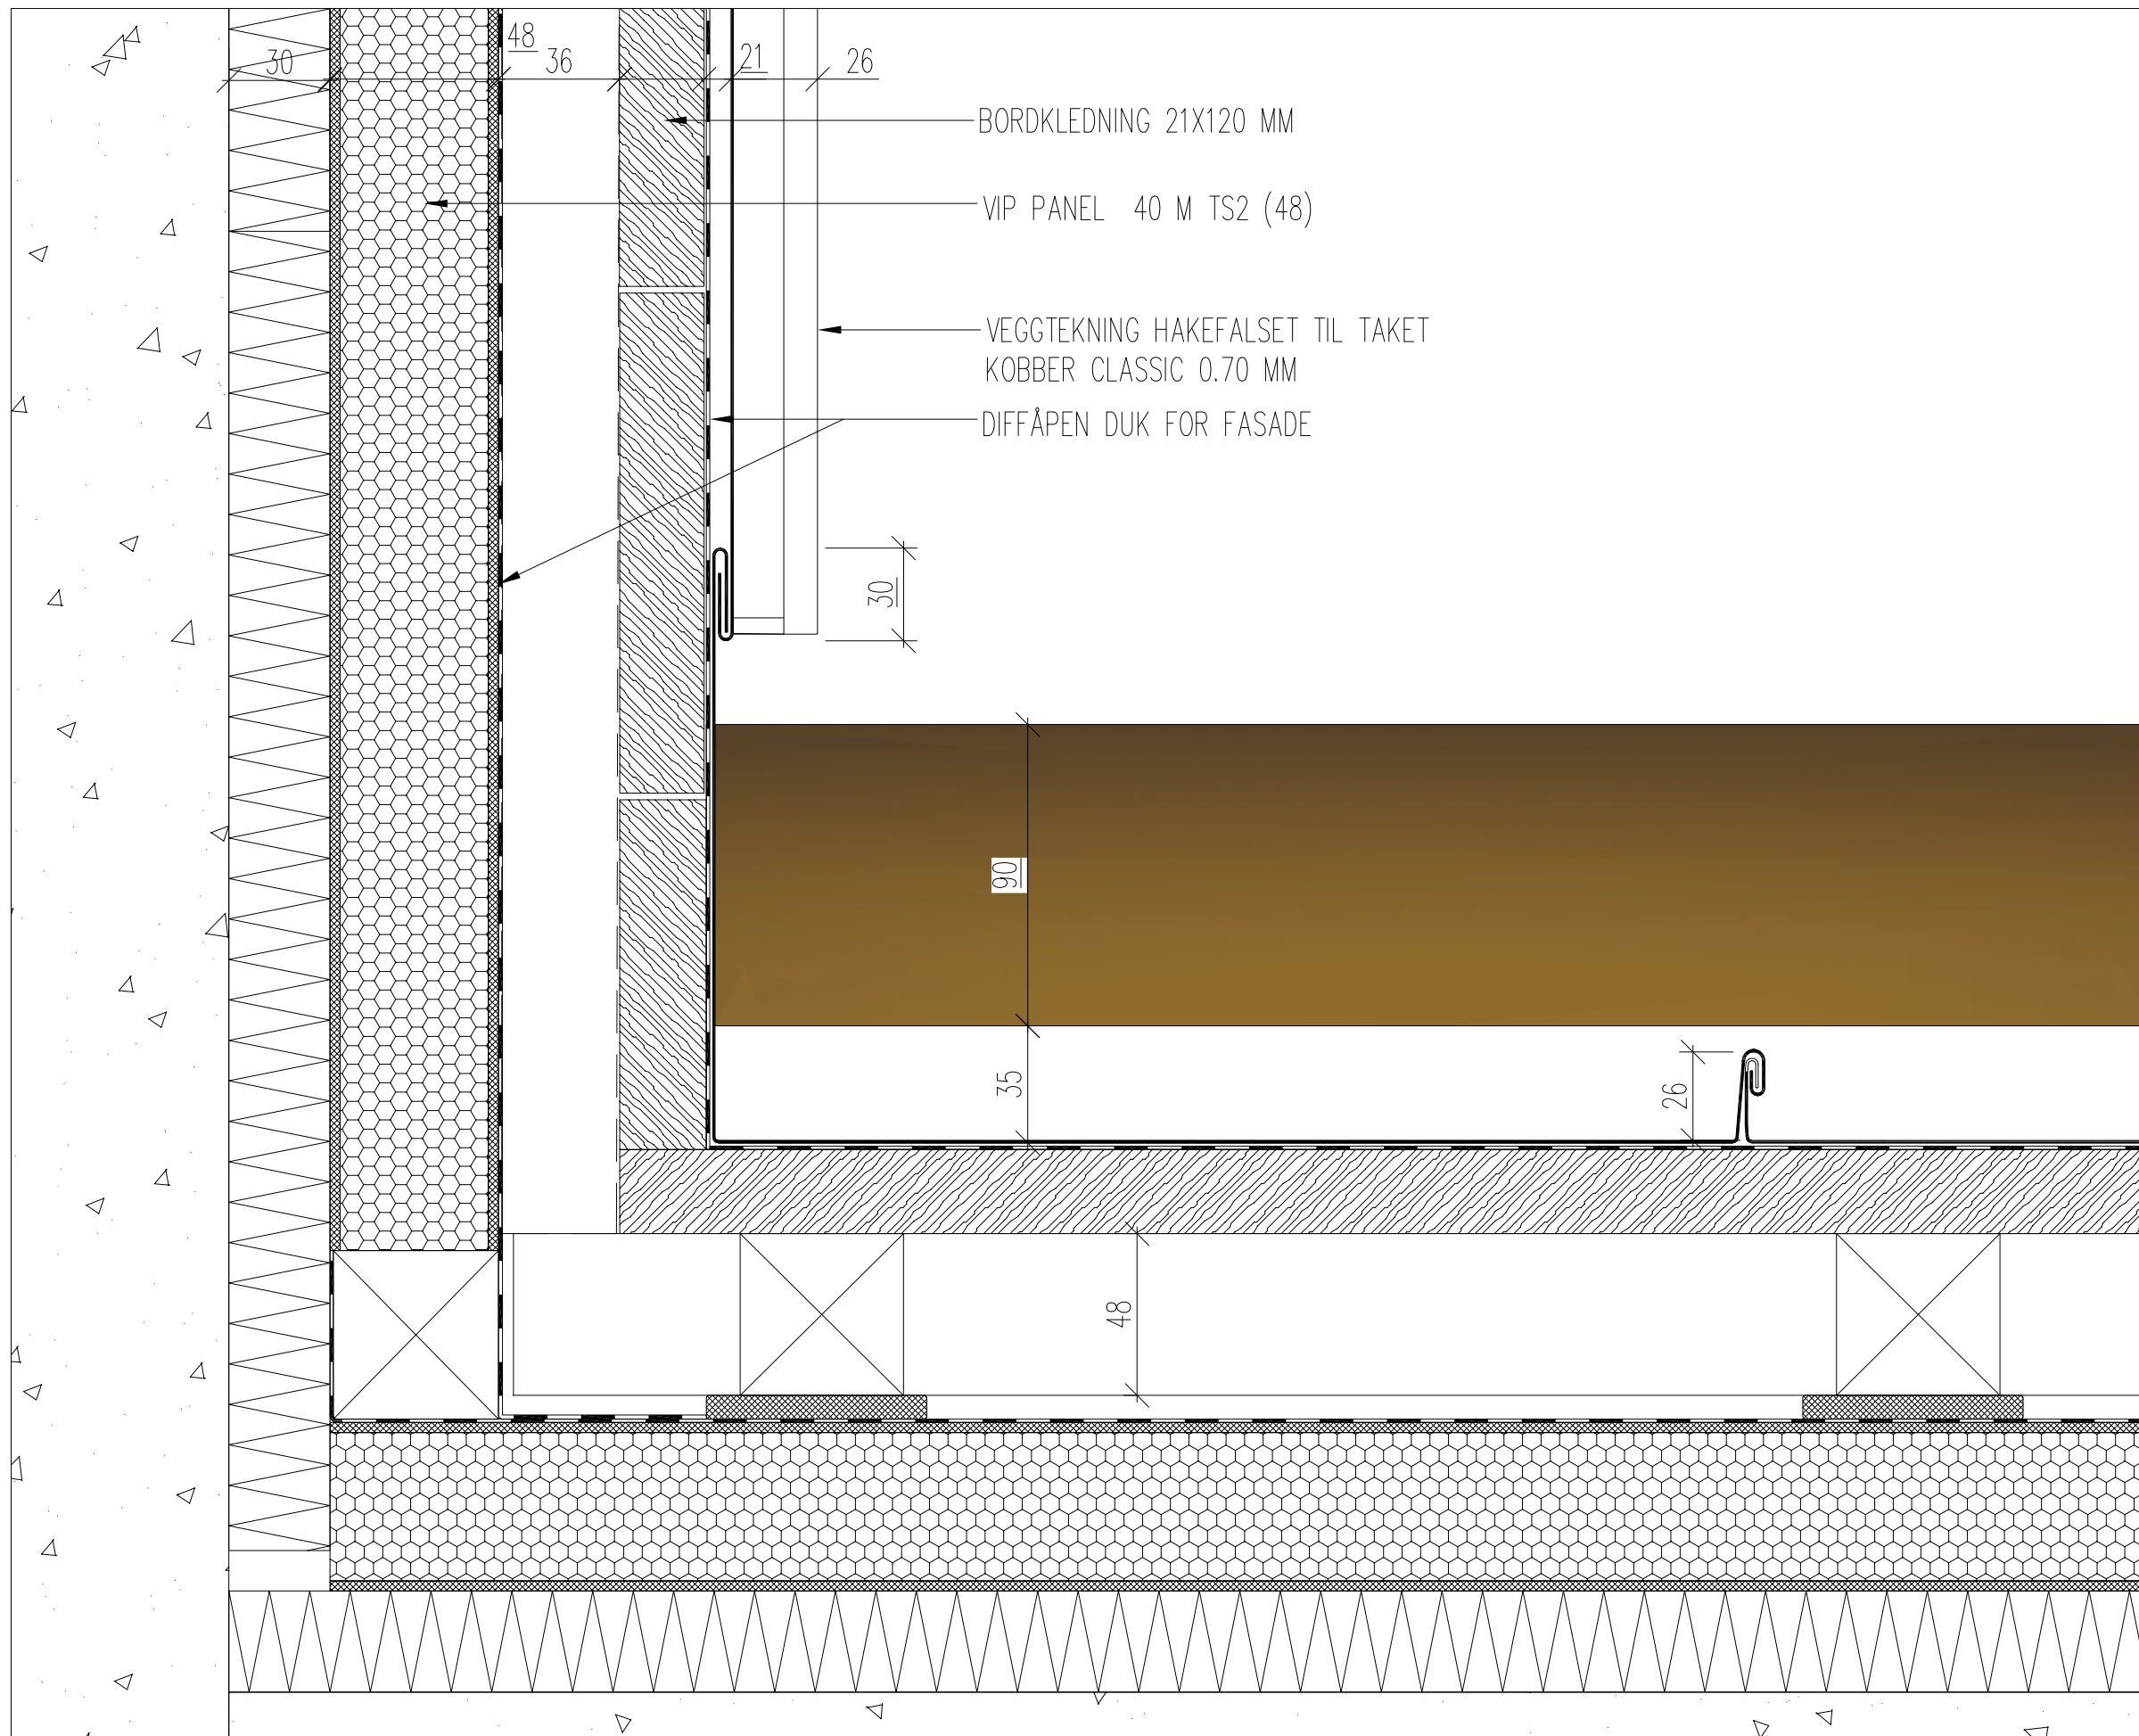 48
30
36
21
26
BORDKLEDNING 21X120 MM
VIP PANEL 40 M TS2 (48)
VEGGTEKNING HAKEFALSET TIL TAKET
KOBBER CLASSIC 0.70 MM
DIFFÅPEN DUK FOR FASADE
30
90
35
26
48